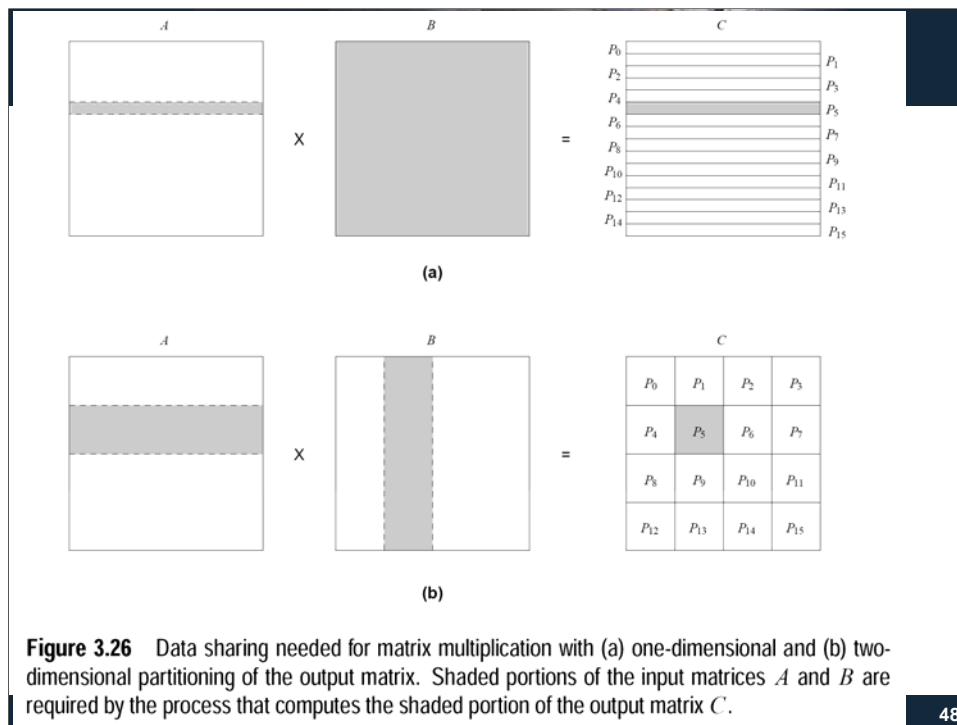 A B C
P0
P1
P2
P3
P4
P5
P6
P7
P8
P9
P10
P11
P12
P13
P14
P15
X =
(a)
A B C
P0 P1 P2 P3
P4 P5 P6 P7
X =
P8 P9 P10 P11
P12 P13 P14 P15
(b)
Figure 3.26 Data sharing needed for matrix multiplication with (a) one-dimensional and (b) two-
dimensional partitioning of the output matrix. Shaded portions of the input matrices A and B are
required by the process that computes the shaded portion of the output matrix C.
48